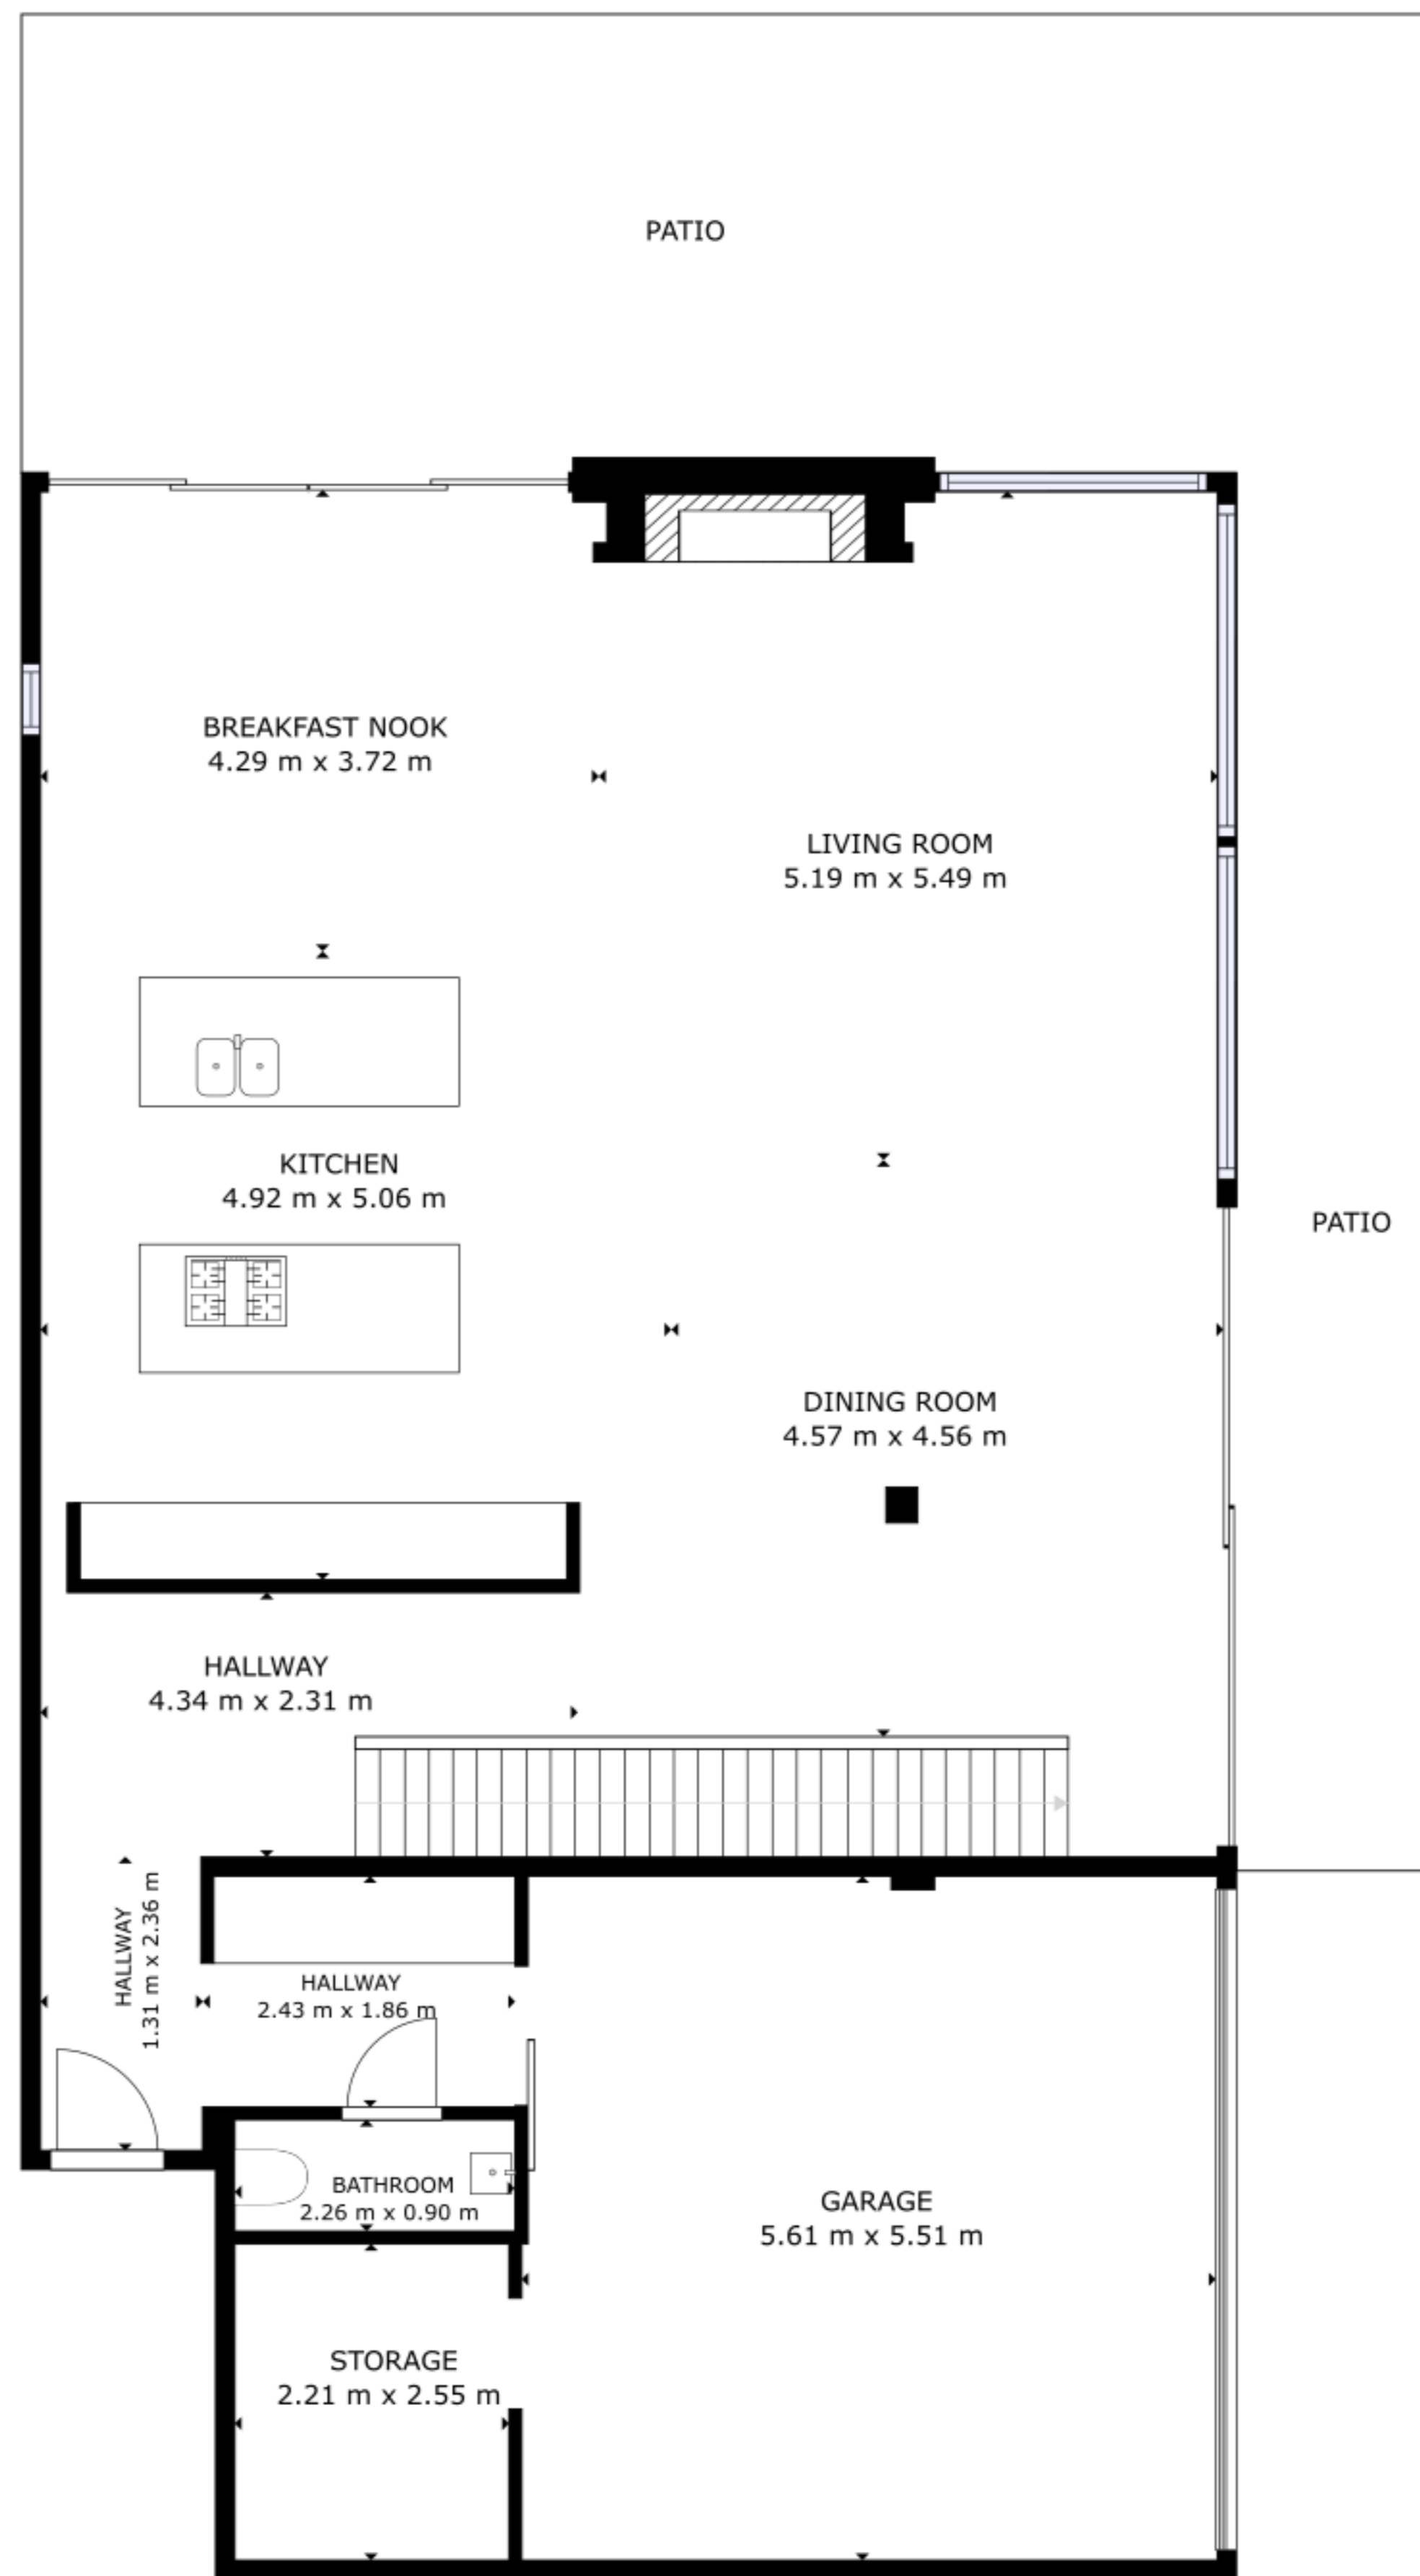 PATIO
BREAKFAST NOOK
4.29 m x 3.72 m
LIVING ROOM
5.19 m x 5.49 m
KITCHEN
4.92 m x 5.06 m
PATIO
DINING ROOM
4.57 m x 4.56 m
HALLWAY
4.34 m x 2.31 m
HALLWAY
1.31 m x 2.36 m
HALLWAY
2.43 m x 1.86 m
BATHROOM
2.26 m x 0.90 m
GARAGE
5.61 m x 5.51 m
STORAGE
2.21 m x 2.55 m